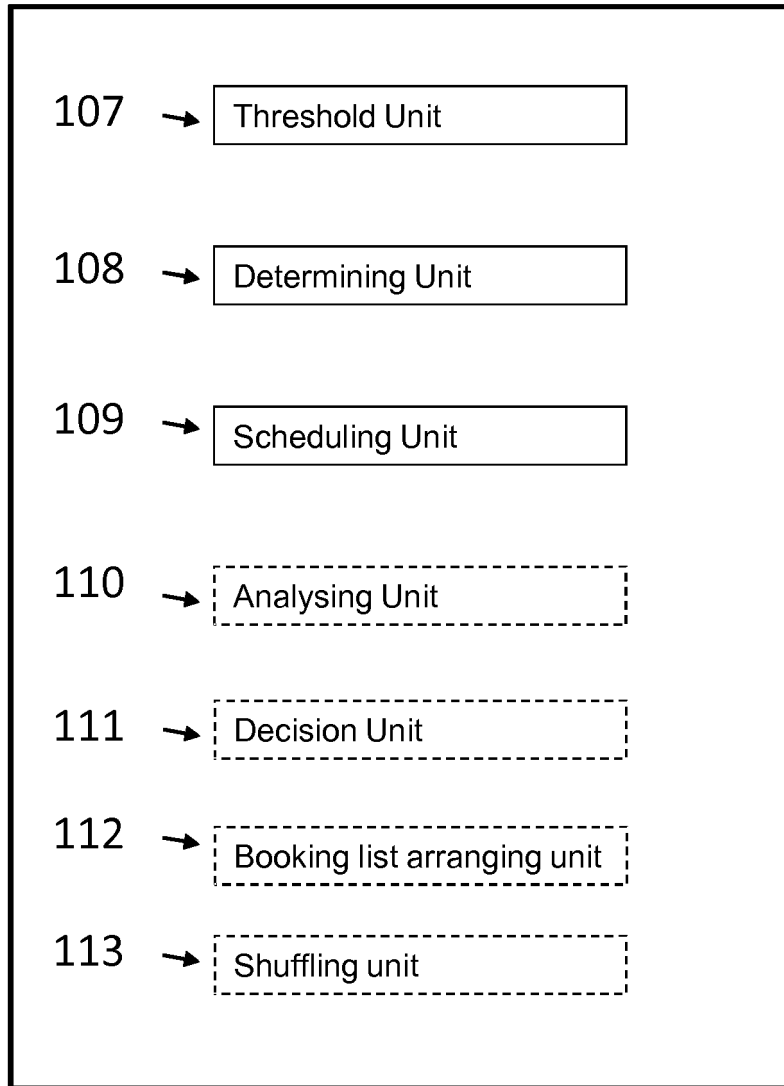 107 Threshold Unit
108 Determining Unit
109 Scheduling Unit
110 Analysing Unit
111 Decision Unit
112 Booking list arranging unit
113 Shuffling unit